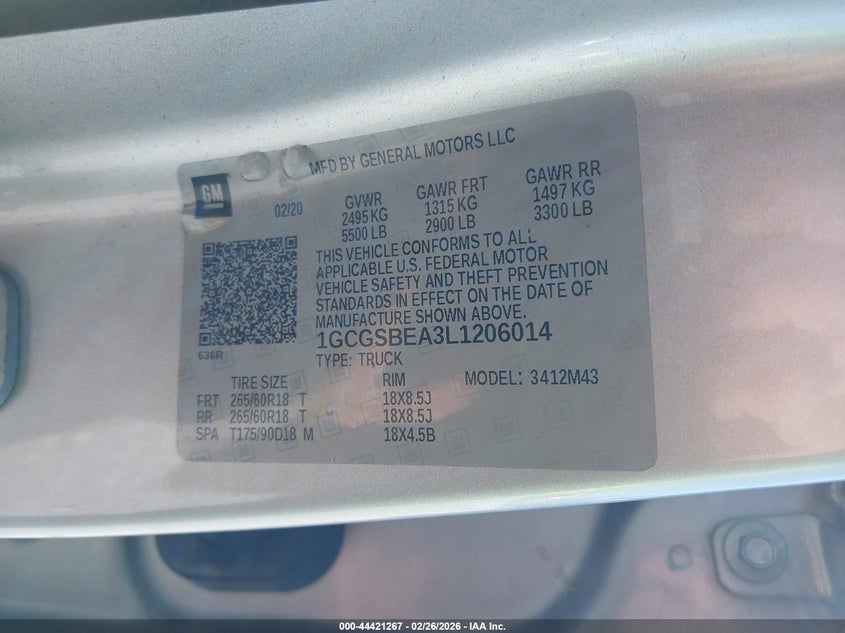 MFD BY GENERAL MOTORS LLC
GM
02/20
GVWR GAWR FRT GAWR RR
2495 KG 1315 KG 1497 KG
5500 LB 2900 LB 3300 LB
THIS VEHICLE CONFORMS TO ALL
APPLICABLE U.S. FEDERAL MOTOR
VEHICLE SAFETY AND THEFT PREVENTION
STANDARDS IN EFFECT ON THE DATE OF
MANUFACTURE SHOWN ABOVE.
1GCGSBEA3L1206014
636R
TYPE: TRUCK
TIRE SIZE RIM MODEL: 3412M43
FRT 265/60R18 T 18X8.5J
RR 265/60R18 T 18X8.5J
SPA T175/90D18 M 18X4.5B
000-44421267 - 02/26/2026 - IAA Inc.